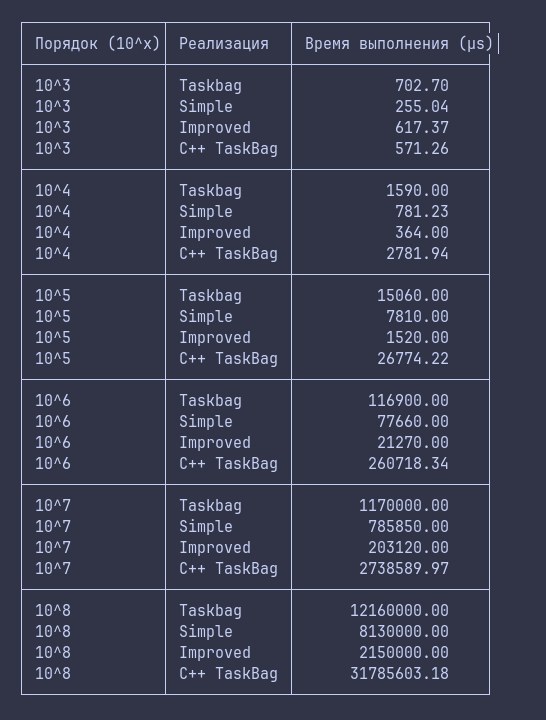 Порядок (10^x) Реализация Время выполнения (µs)
10^3 Taskbag 702.70
10^3 Simple 255.04
10^3 Improved 617.37
10^3 C++ TaskBag 571.26
10^4 Taskbag 1590.00
10^4 Simple 781.23
10^4 Improved 364.00
10^4 C++ TaskBag 2781.94
10^5 Taskbag 15060.00
10^5 Simple 7810.00
10^5 Improved 1520.00
10^5 C++ TaskBag 26774.22
10^6 Taskbag 116900.00
10^6 Simple 77660.00
10^6 Improved 21270.00
10^6 C++ TaskBag 260718.34
10^7 Taskbag 1170000.00
10^7 Simple 785850.00
10^7 Improved 203120.00
10^7 C++ TaskBag 2738589.97
10^8 Taskbag 12160000.00
10^8 Simple 8130000.00
10^8 Improved 2150000.00
10^8 C++ TaskBag 31785603.18